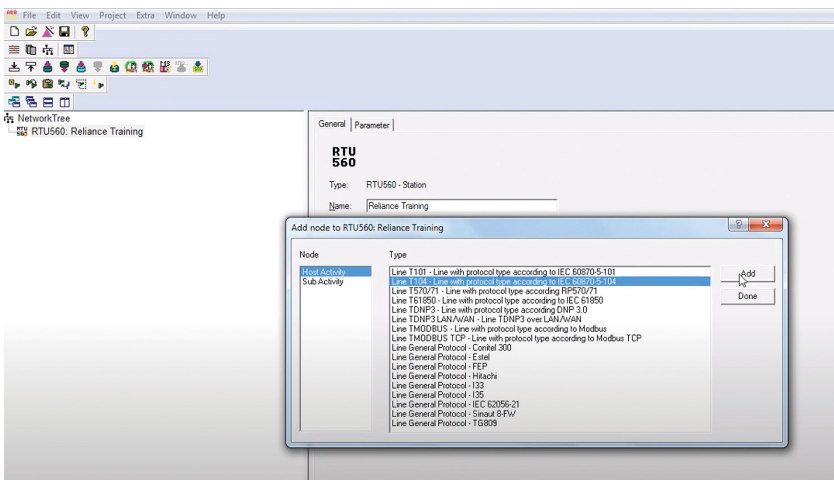 ABB File Edit View Project Extra Window Help
NetworkTree
RTU560: Reliance Training
General Parameter
RTU
560
Type: RTU560 - Station
Name: Reliance Training
Add node to RTU560: Reliance Training
Node Type
Host Activity
Sub Activity
Line T101 - Line with protocol type according to IEC 60870-5-101
Line T104 - Line with protocol type according to IEC 60870-5-104
Line T570/71 - Line with protocol type according RP570/71
Line T61850 - Line with protocol type according to IEC 61850
Line TDNP3 - Line with protocol type according DNP 3.0
Line TDNP3 LAN/WAN - Line TDNP3 over LAN/WAN
Line TMODBUS - Line with protocol type according to Modbus
Line TMODBUS TCP - Line with protocol type according to Modbus TCP
Line General Protocol - Conitel 300
Line General Protocol - Estel
Line General Protocol - FEP
Line General Protocol - Hitachi
Line General Protocol - I33
Line General Protocol - I35
Line General Protocol - IEC 62056-21
Line General Protocol - Sinaut 8-FW
Line General Protocol - TG809
Add
Done